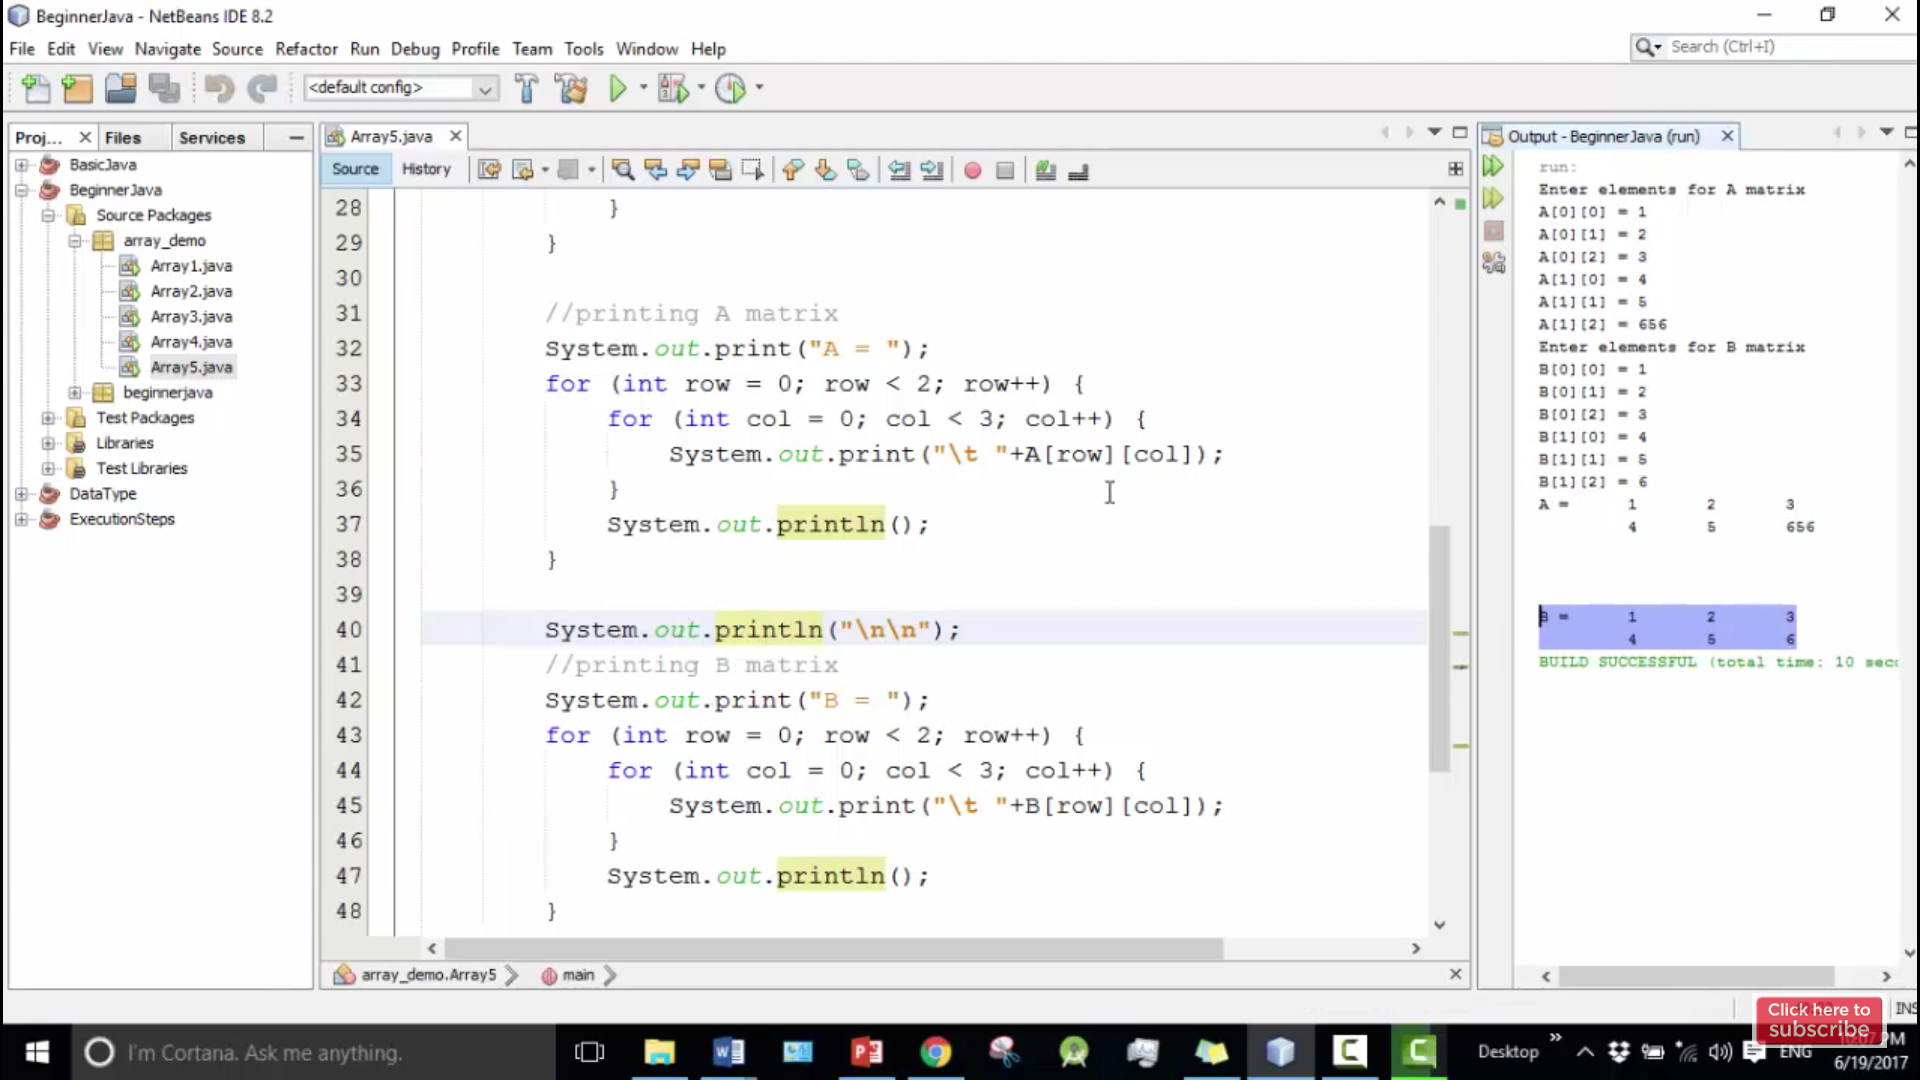 BeginnerJava - NetBeans IDE 8.2
File Edit View Navigate Source Refactor Run Debug Profile Team Tools Window Help
Search (Ctrl+I)
<default config>
Proj... Files Services
BasicJava
BeginnerJava
Source Packages
array_demo
Array1.java
Array2.java
Array3.java
Array4.java
Array5.java
beginnerjava
Test Packages
Libraries
Test Libraries
DataType
ExecutionSteps
Array5.java
Source History
28 }
29 }
30
31 //printing A matrix
32 System.out.print("A = ");
33 for (int row = 0; row < 2; row++) {
34 for (int col = 0; col < 3; col++) {
35 System.out.print("\t "+A[row][col]);
36 }
37 System.out.println();
38 }
39
40 System.out.println("\n\n");
41 //printing B matrix
42 System.out.print("B = ");
43 for (int row = 0; row < 2; row++) {
44 for (int col = 0; col < 3; col++) {
45 System.out.print("\t "+B[row][col]);
46 }
47 System.out.println();
48 }
array_demo.Array5 main
Output - BeginnerJava (run)
run:
Enter elements for A matrix
A[0][0] = 1
A[0][1] = 2
A[0][2] = 3
A[1][0] = 4
A[1][1] = 5
A[1][2] = 656
Enter elements for B matrix
B[0][0] = 1
B[0][1] = 2
B[0][2] = 3
B[1][0] = 4
B[1][1] = 5
B[1][2] = 6
A = 1 2 3
4 5 656
B = 1 2 3
4 5 6
BUILD SUCCESSFUL (total time: 10 seco
INS
Click here to
subscribe
I'm Cortana. Ask me anything.
Desktop
ENG
10:07 PM
6/19/2017